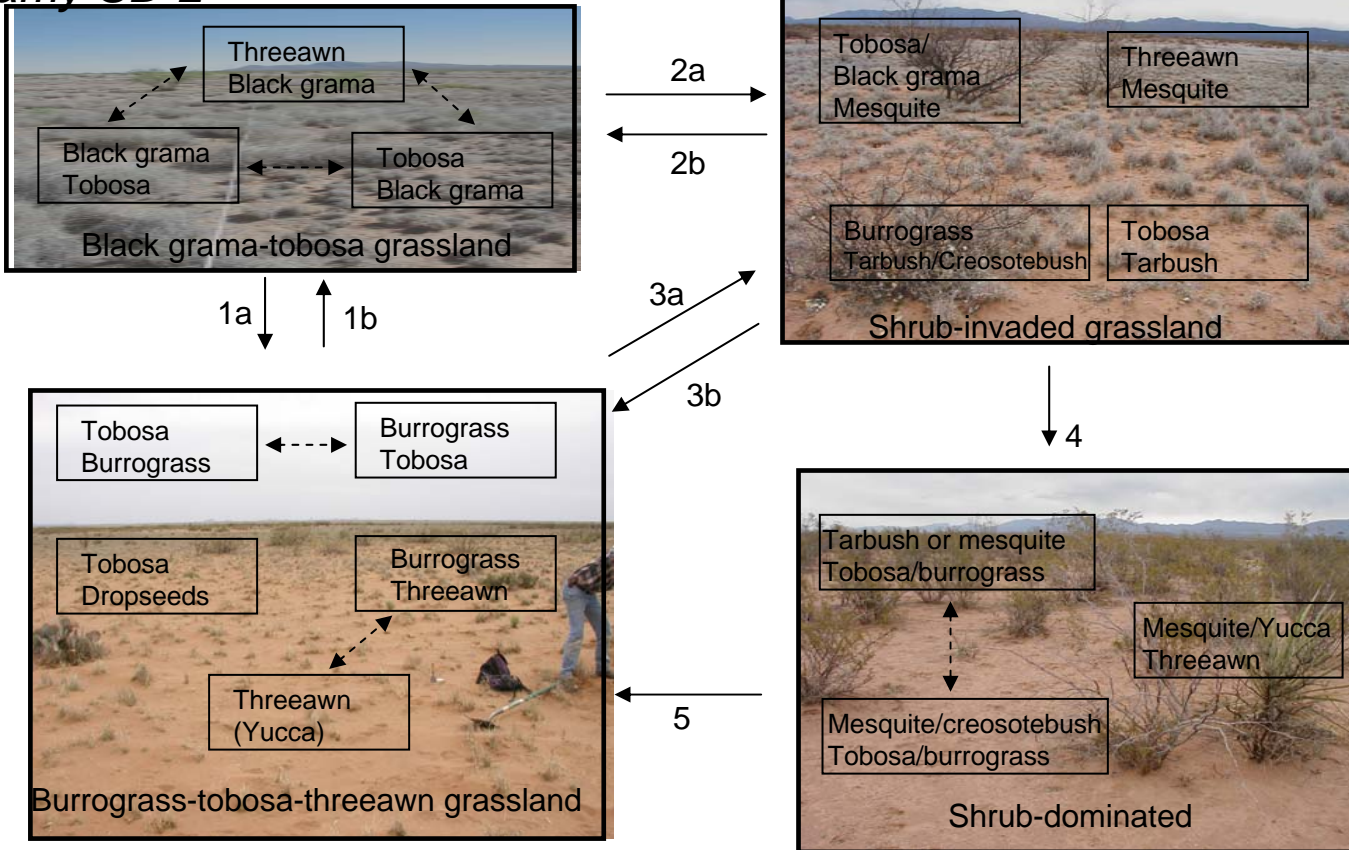 Threeawn
Black grama
Black grama
Tobosa
Tobosa
Black grama
Black grama-tobosa grassland
2a
2b
Tobosa/
Black grama
Mesquite
Threeawn
Mesquite
Burrograss
Tarbush/Creosotebush
Tobosa
Tarbush
Shrub-invaded grassland
1a
1b
3a
3b
4
Tobosa
Burrograss
Burrograss
Tobosa
Tobosa
Dropseeds
Burrograss
Threeawn
Threeawn
(Yucca)
Burrograss-tobosa-threeawn grassland
5
Tarbush or mesquite
Tobosa/burrograss
Mesquite/Yucca
Threeawn
Mesquite/creosotebush
Tobosa/burrograss
Shrub-dominated